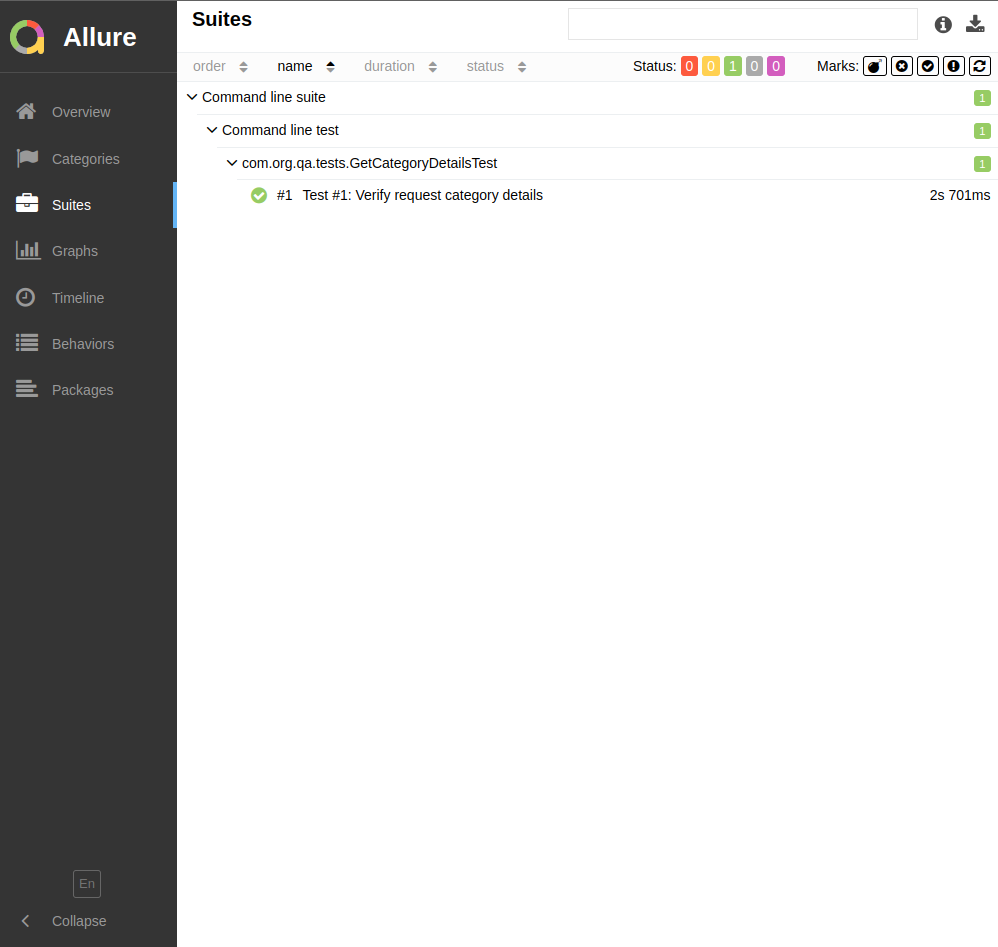 Allure
Suites
order name duration status Status: 0 0 1 0 0 Marks:
Command line suite 1
Command line test 1
com.org.qa.tests.GetCategoryDetailsTest 1
#1 Test #1: Verify request category details 2s 701ms
Overview
Categories
Suites
Graphs
Timeline
Behaviors
Packages
En
Collapse